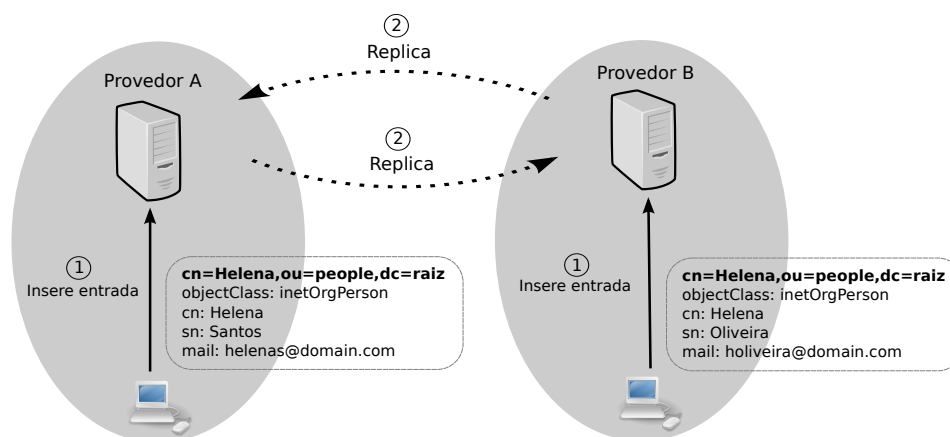 2
Replica
Provedor A
Provedor B
2
Replica
1
Insere entrada
cn=Helena,ou=people,dc=raiz
objectClass: inetOrgPerson
cn: Helena
sn: Santos
mail: helenas@domain.com
1
Insere entrada
cn=Helena,ou=people,dc=raiz
objectClass: inetOrgPerson
cn: Helena
sn: Oliveira
mail: holiveira@domain.com